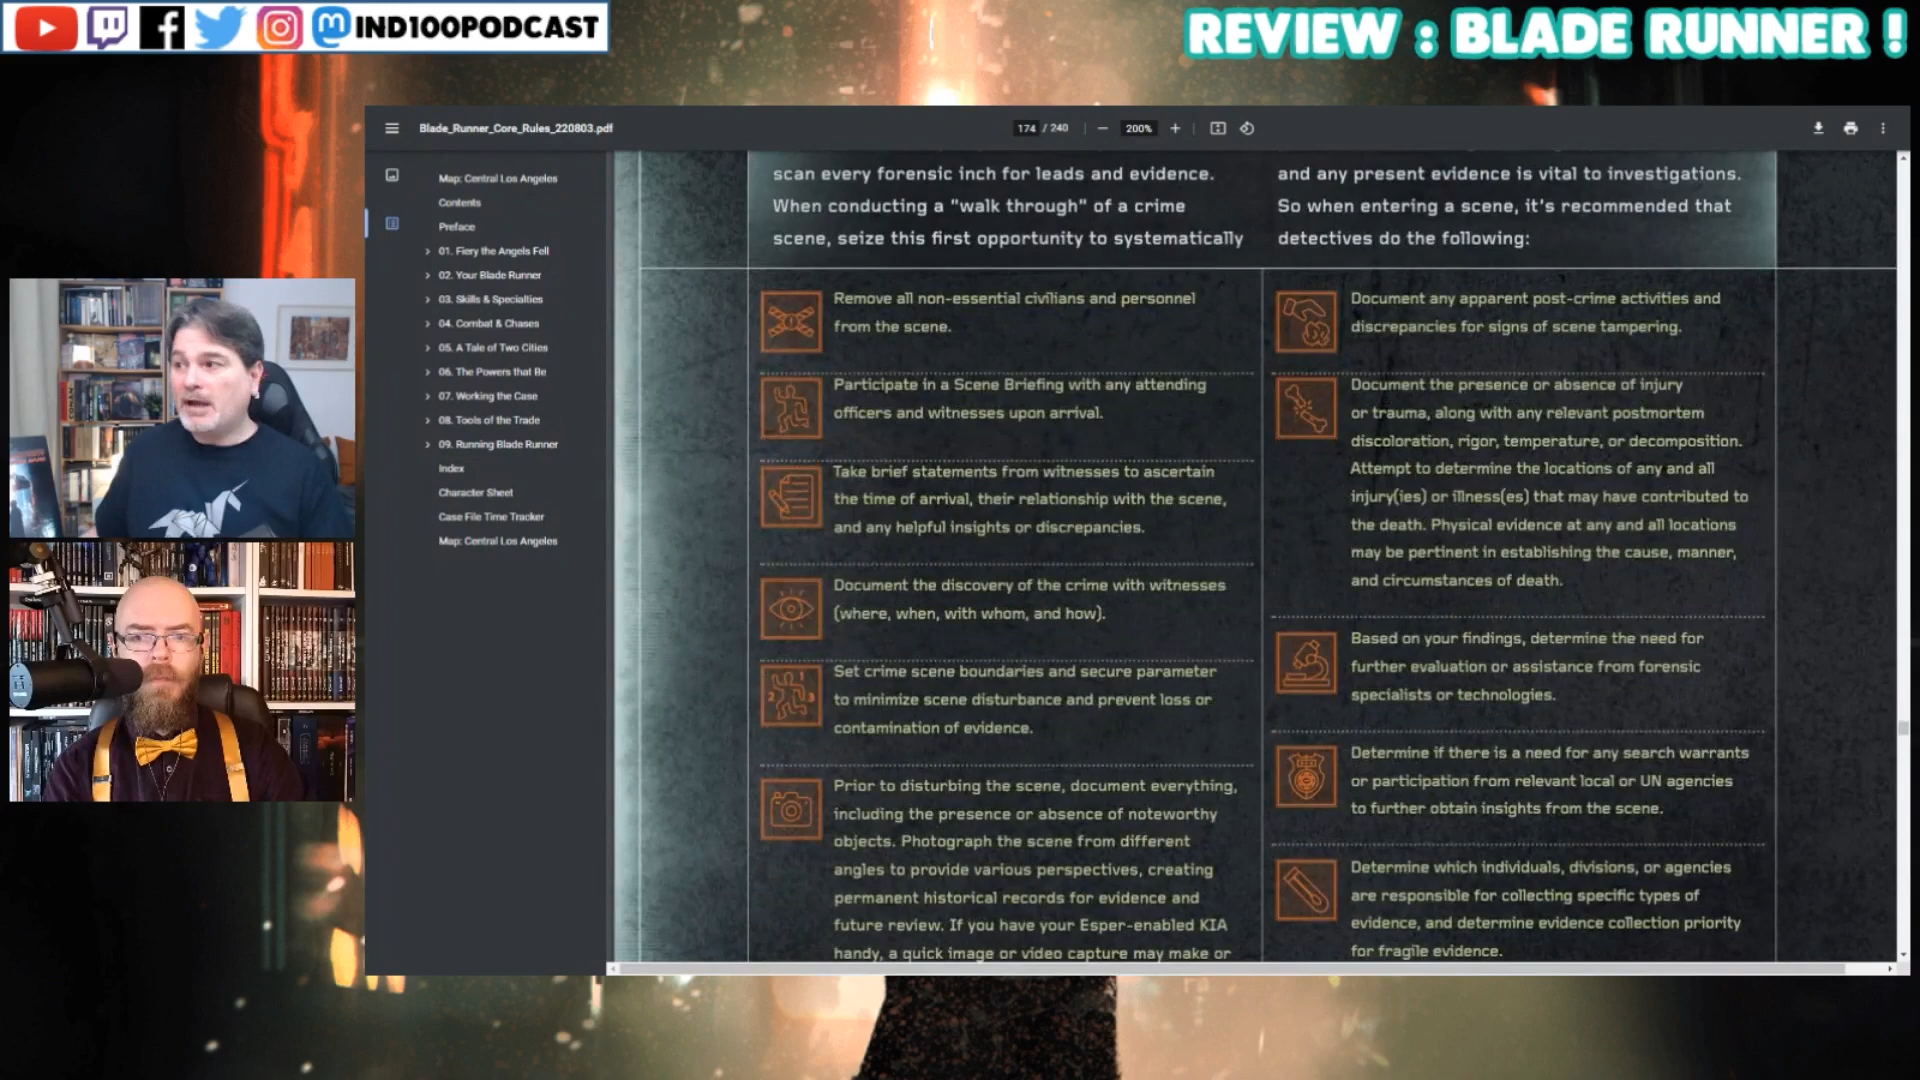 IND100PODCAST
REVIEW : BLADE RUNNER !
Blade_Runner_Core_Rules_220803.pdf
174 / 240
200%
Map: Central Los Angeles
Contents
Preface
01. Fiery the Angels Fell
02. Your Blade Runner
03. Skills & Specialties
04. Combat & Chases
05. A Tale of Two Cities
06. The Powers that Be
07. Working the Case
08. Tools of the Trade
09. Running Blade Runner
Index
Character Sheet
Case File Time Tracker
Map: Central Los Angeles
scan every forensic inch for leads and evidence.
When conducting a "walk through" of a crime
scene, seize this first opportunity to systematically
and any present evidence is vital to investigations.
So when entering a scene, it's recommended that
detectives do the following:
Remove all non-essential civilians and personnel
from the scene.
Participate in a Scene Briefing with any attending
officers and witnesses upon arrival.
Take brief statements from witnesses to ascertain
the time of arrival, their relationship with the scene,
and any helpful insights or discrepancies.
Document the discovery of the crime with witnesses
(where, when, with whom, and how).
Set crime scene boundaries and secure parameter
to minimize scene disturbance and prevent loss or
contamination of evidence.
Prior to disturbing the scene, document everything,
including the presence or absence of noteworthy
objects. Photograph the scene from different
angles to provide various perspectives, creating
permanent historical records for evidence and
future review. If you have your Esper-enabled KIA
handy, a quick image or video capture may make or
Document any apparent post-crime activities and
discrepancies for signs of scene tampering.
Document the presence or absence of injury
or trauma, along with any relevant postmortem
discoloration, rigor, temperature, or decomposition.
Attempt to determine the locations of any and all
injury(ies) or illness(es) that may have contributed to
the death. Physical evidence at any and all locations
may be pertinent in establishing the cause, manner,
and circumstances of death.
Based on your findings, determine the need for
further evaluation or assistance from forensic
specialists or technologies.
Determine if there is a need for any search warrants
or participation from relevant local or UN agencies
to further obtain insights from the scene.
Determine which individuals, divisions, or agencies
are responsible for collecting specific types of
evidence, and determine evidence collection priority
for fragile evidence.